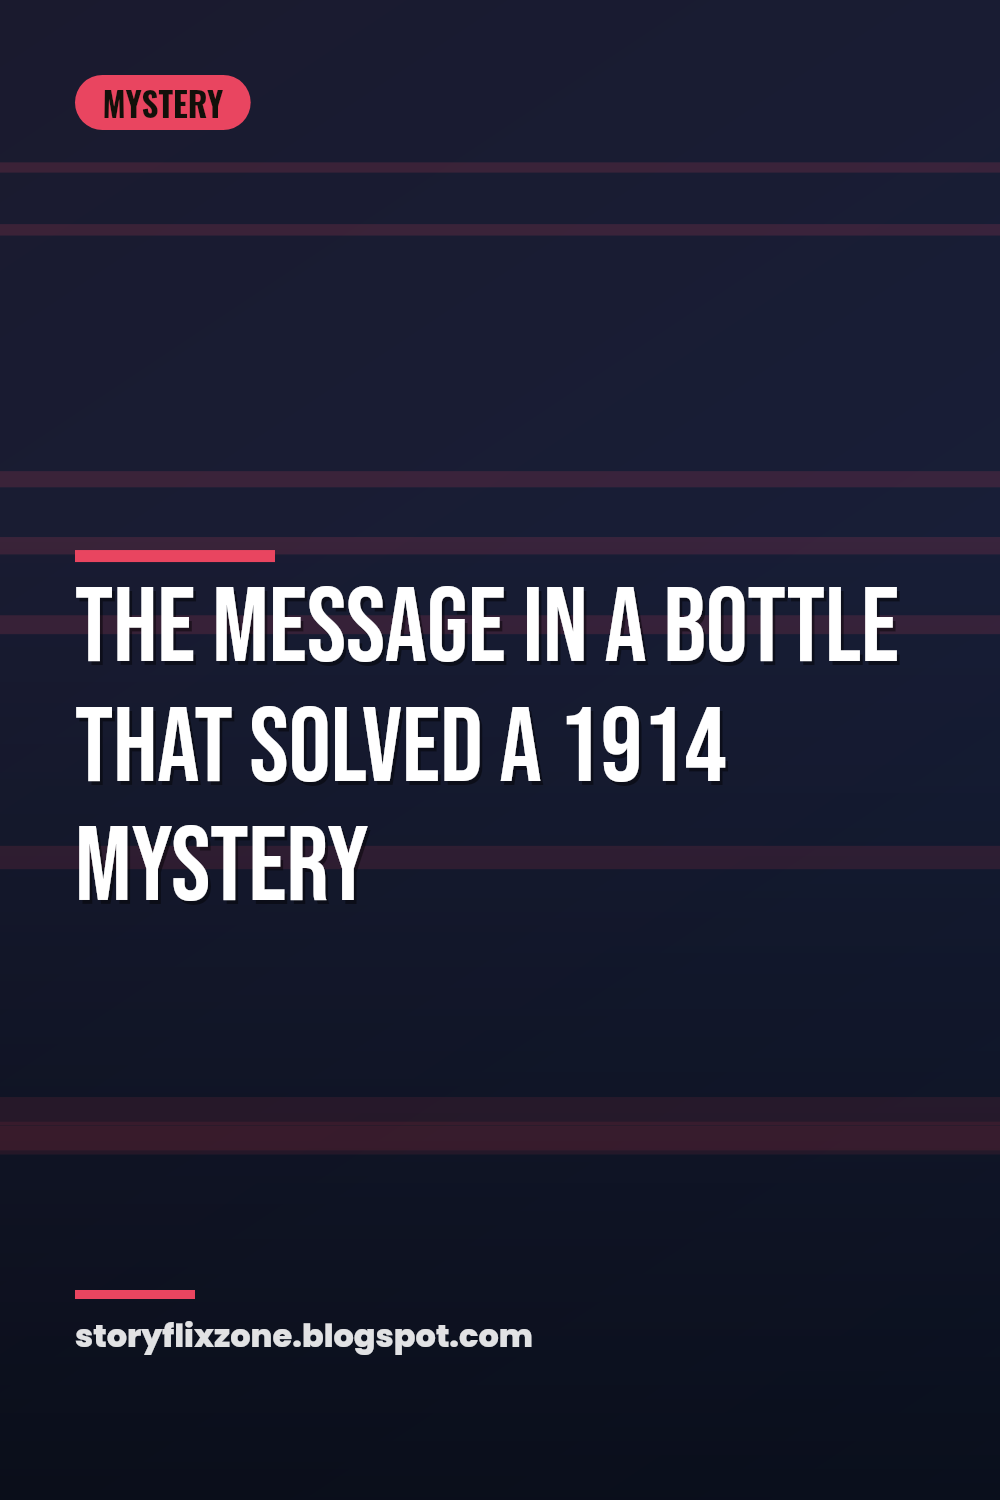 MYSTERY
THE MESSAGE IN A BOTTLE
THAT SOLVED A 1914
MYSTERY
storyflixzone.blogspot.com